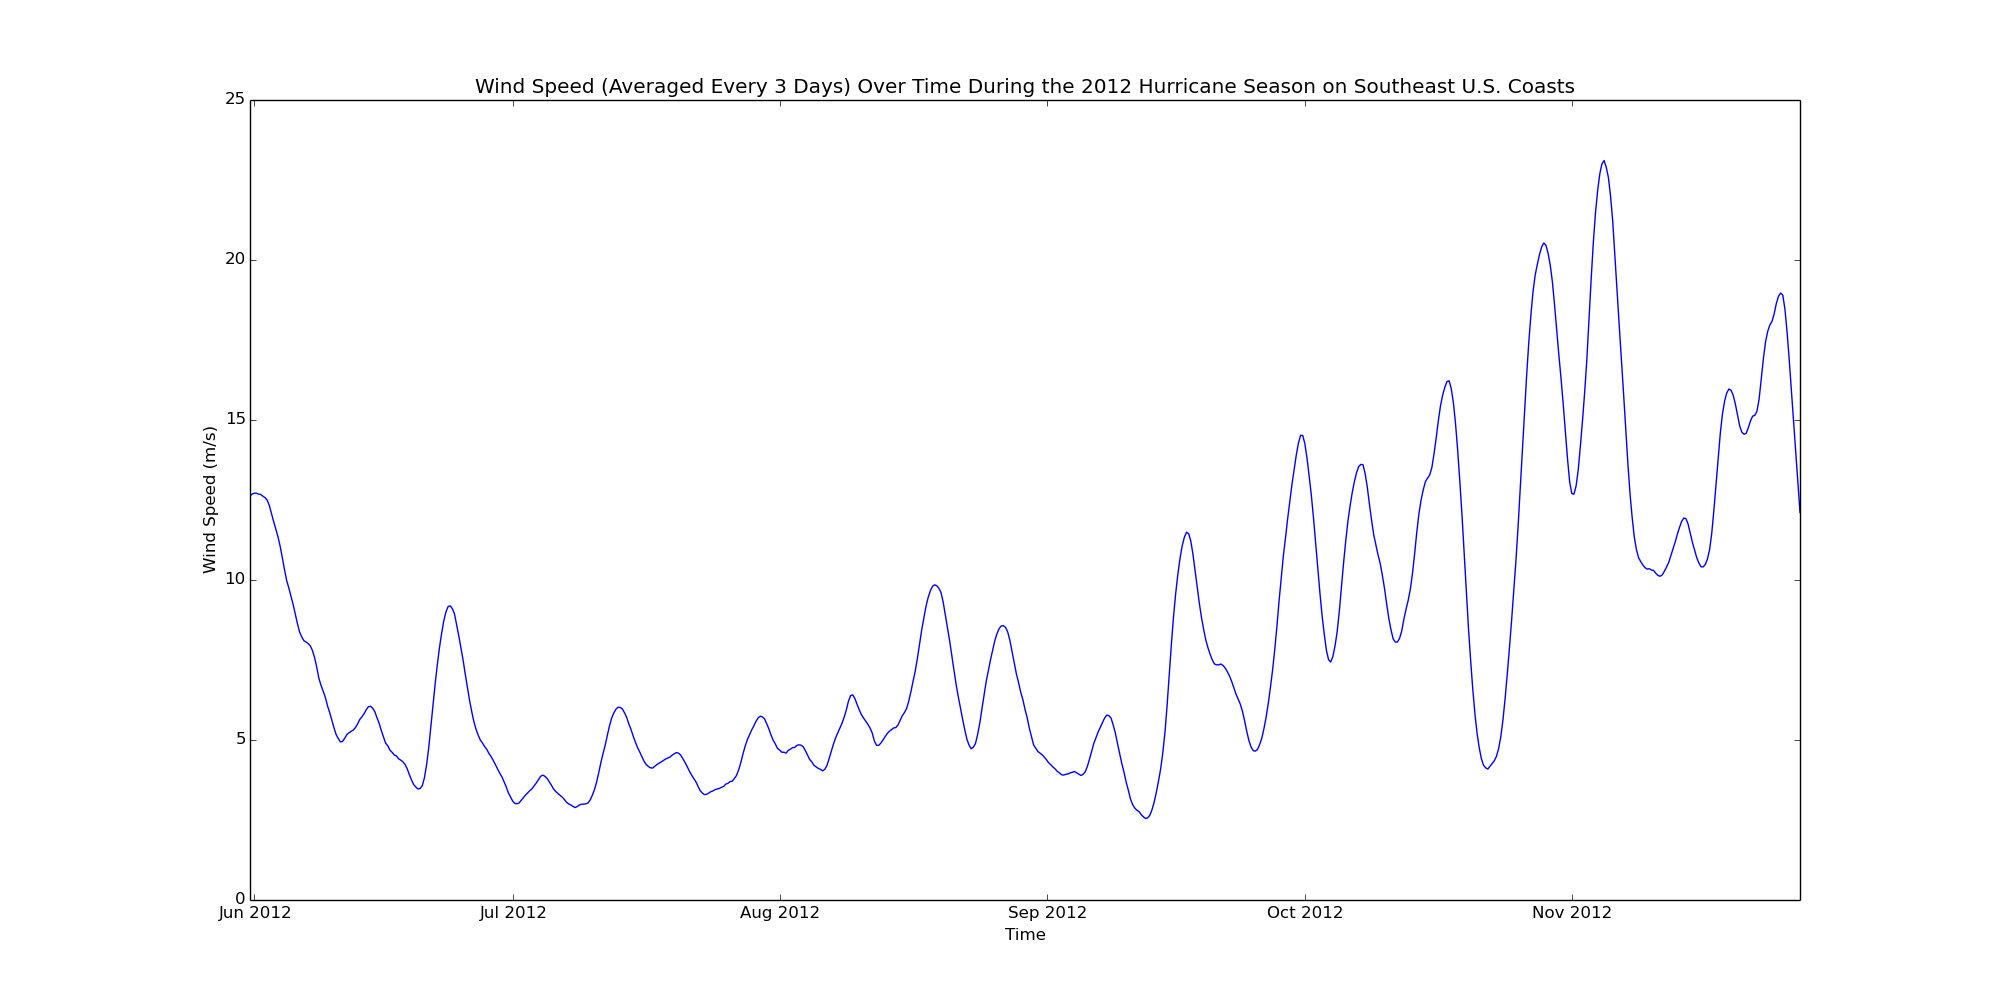 Wind Speed (Averaged Every 3 Days) Over Time During the 2012 Hurricane Season on Southeast U.S. Coasts
25
20
15
10
5
0
Wind Speed (m/s)
Jun 2012 Jul 2012 Aug 2012 Sep 2012 Oct 2012 Nov 2012
Time